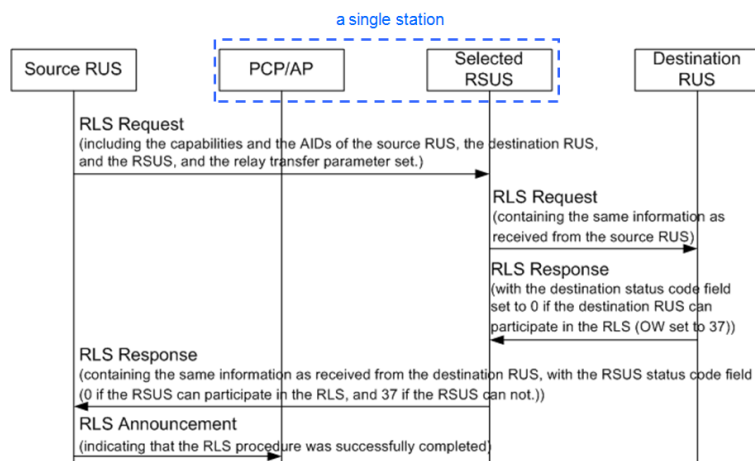 a single station
Source RUS
PCP/AP
Selected
RSUS
Destination
RUS
RLS Request
(including the capabilities and the AIDs of the source RUS, the destination RUS,
and the RSUS, and the relay transfer parameter set.)
RLS Request
(containing the same information as
received from the source RUS)
RLS Response
(with the destination status code field
set to 0 if the destination RUS can
participate in the RLS (OW set to 37))
RLS Response
(containing the same information as received from the destination RUS, with the RSUS status code field
(0 if the RSUS can participate in the RLS, and 37 if the RSUS can not.))
RLS Announcement
(indicating that the RLS procedure was successfully completed)